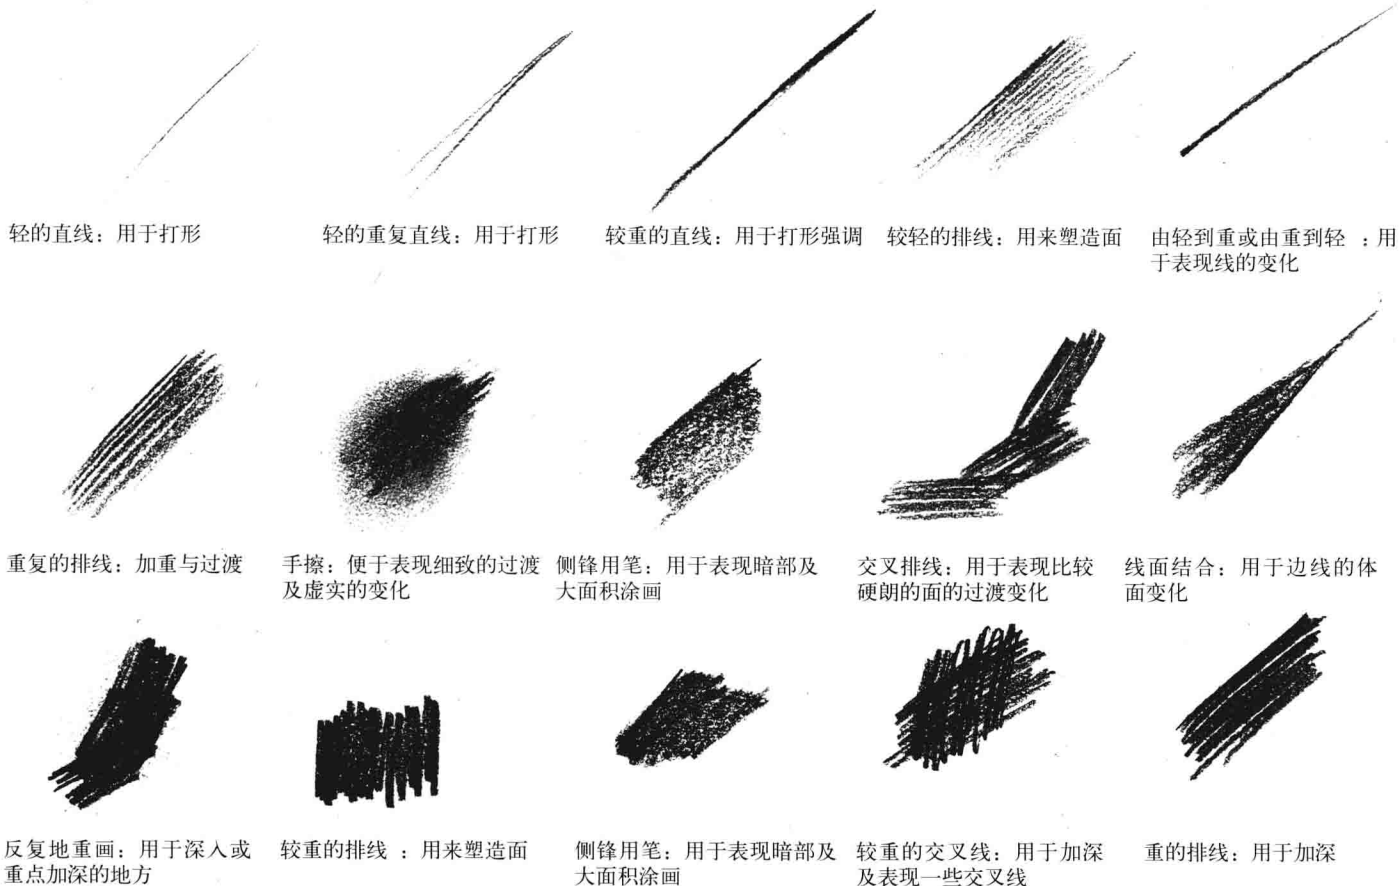 轻的直线：用于打形
轻的重复直线：用于打形
较重的直线：用于打形强调
较轻的排线：用来塑造面
由轻到重或由重到轻 ：用
于表现线的变化
重复的排线：加重与过渡
手擦：便于表现细致的过渡
及虚实的变化
侧锋用笔：用于表现暗部及
大面积涂画
交叉排线：用于表现比较
硬朗的面的过渡变化
线面结合：用于边线的体
面变化
反复地重画：用于深入或
重点加深的地方
较重的排线 ：用来塑造面
侧锋用笔：用于表现暗部及
大面积涂画
较重的交叉线：用于加深
及表现一些交叉线
重的排线：用于加深